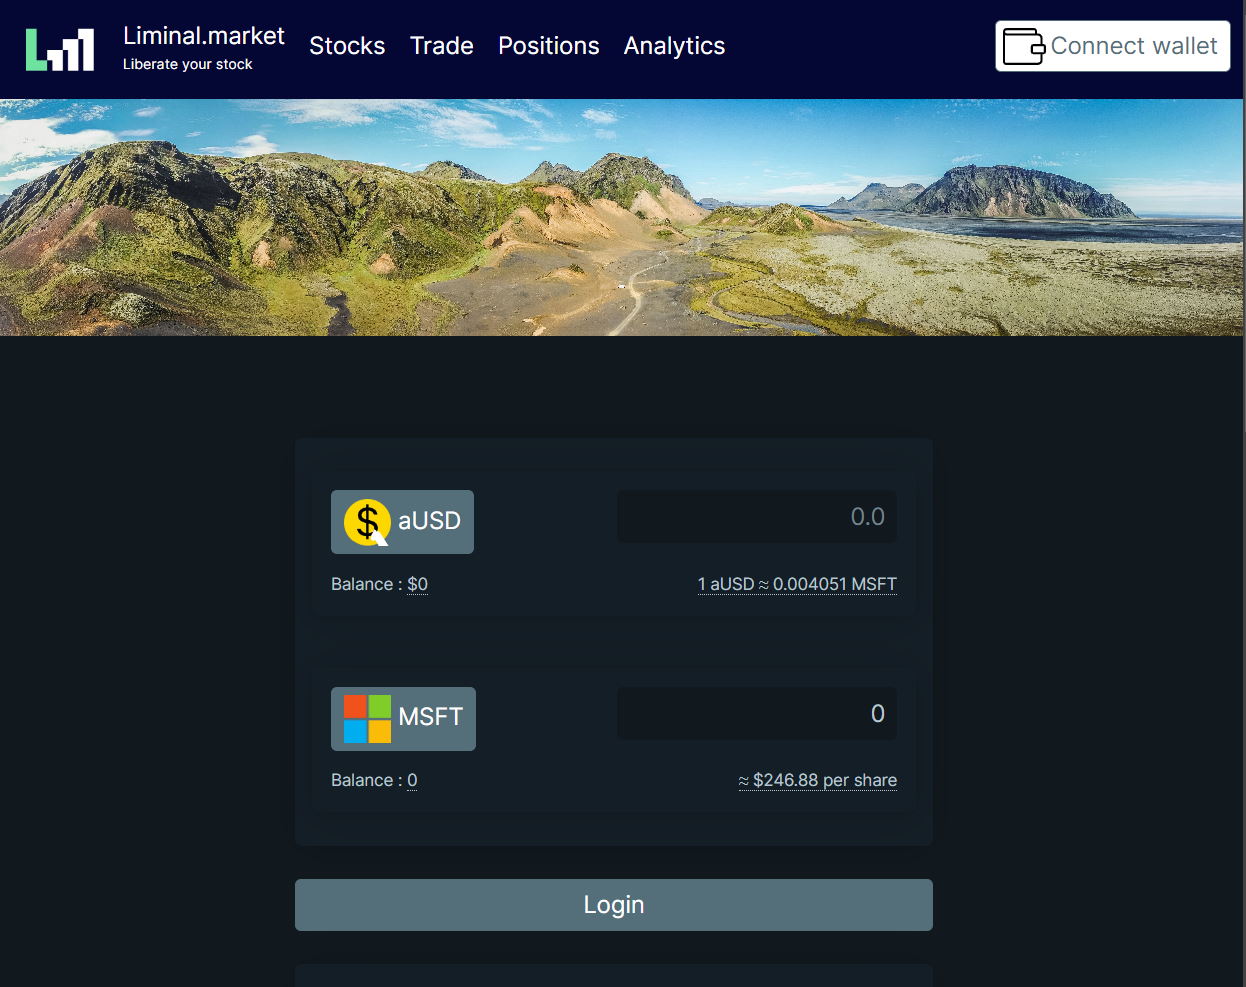 Liminal.market
Liberate your stock
Stocks Trade Positions Analytics
Connect wallet
$ aUSD
0.0
Balance : $0
1 aUSD ≈ 0.004051 MSFT
MSFT
0
Balance : 0
≈ $246.88 per share
Login